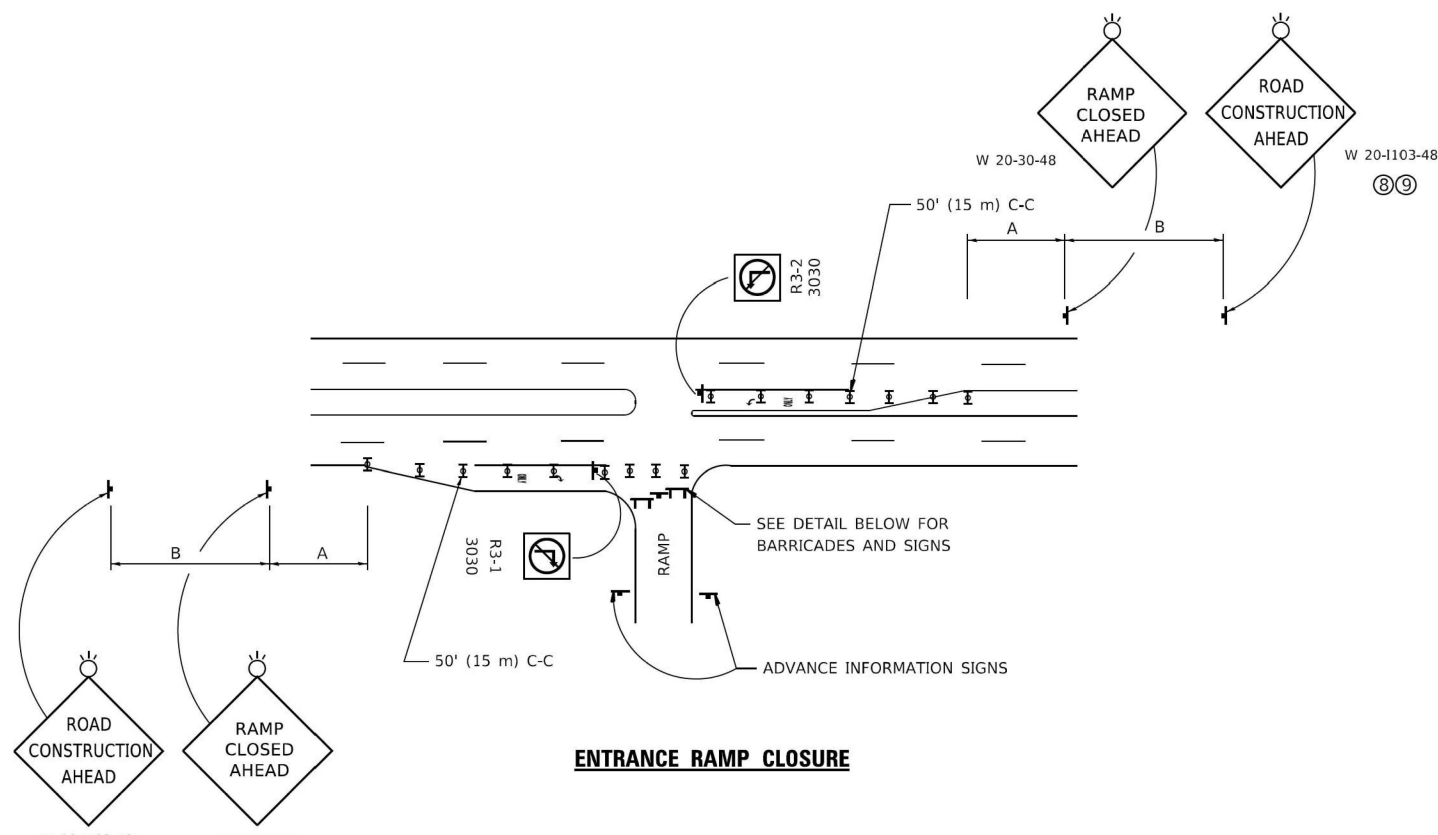 RAMP
CLOSED
AHEAD
W 20-30-48
ROAD
CONSTRUCTION
AHEAD
W 20-I103-48
⑧⑨
50' (15 m) C-C
A
B
R3-2
3030
ONLY
ONLY
B
A
R3-1
3030
RAMP
SEE DETAIL BELOW FOR
BARRICADES AND SIGNS
50' (15 m) C-C
ADVANCE INFORMATION SIGNS
ROAD
CONSTRUCTION
AHEAD
RAMP
CLOSED
AHEAD
ENTRANCE RAMP CLOSURE